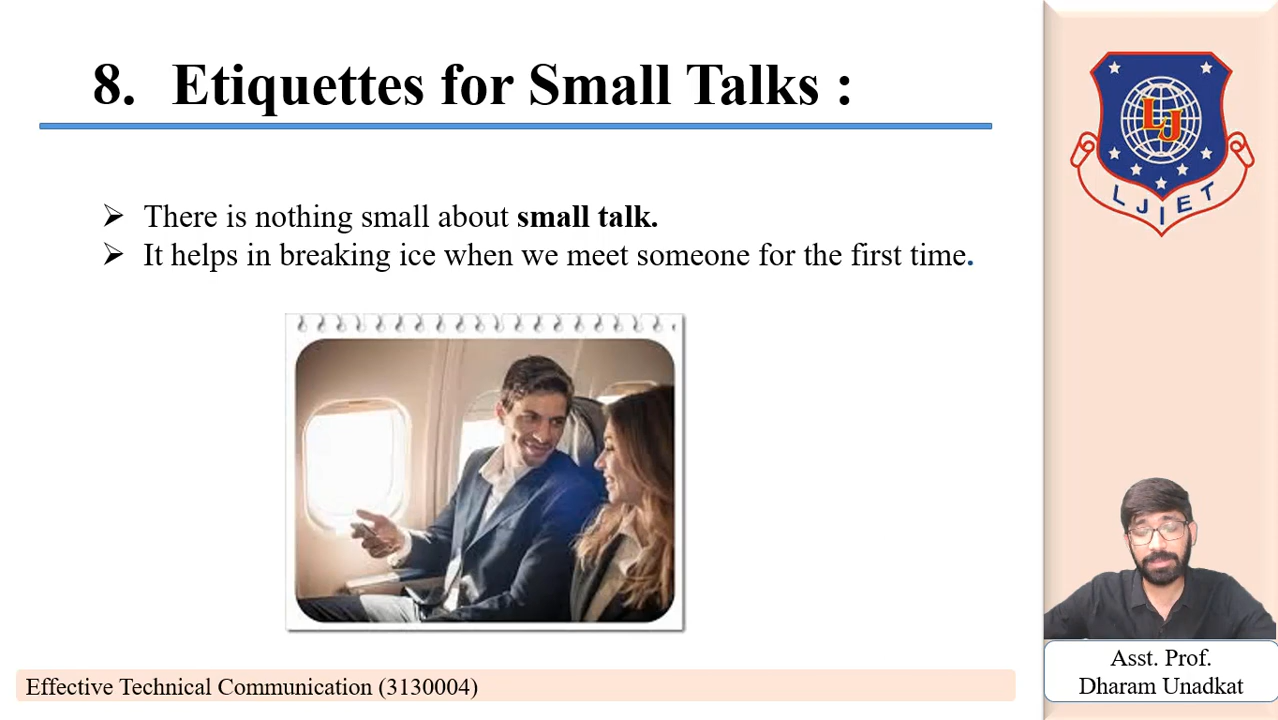 8. Etiquettes for Small Talks :
➢ There is nothing small about small talk.
➢ It helps in breaking ice when we meet someone for the first time.
Effective Technical Communication (3130004)
LJ
LJIET
Asst. Prof.
Dharam Unadkat